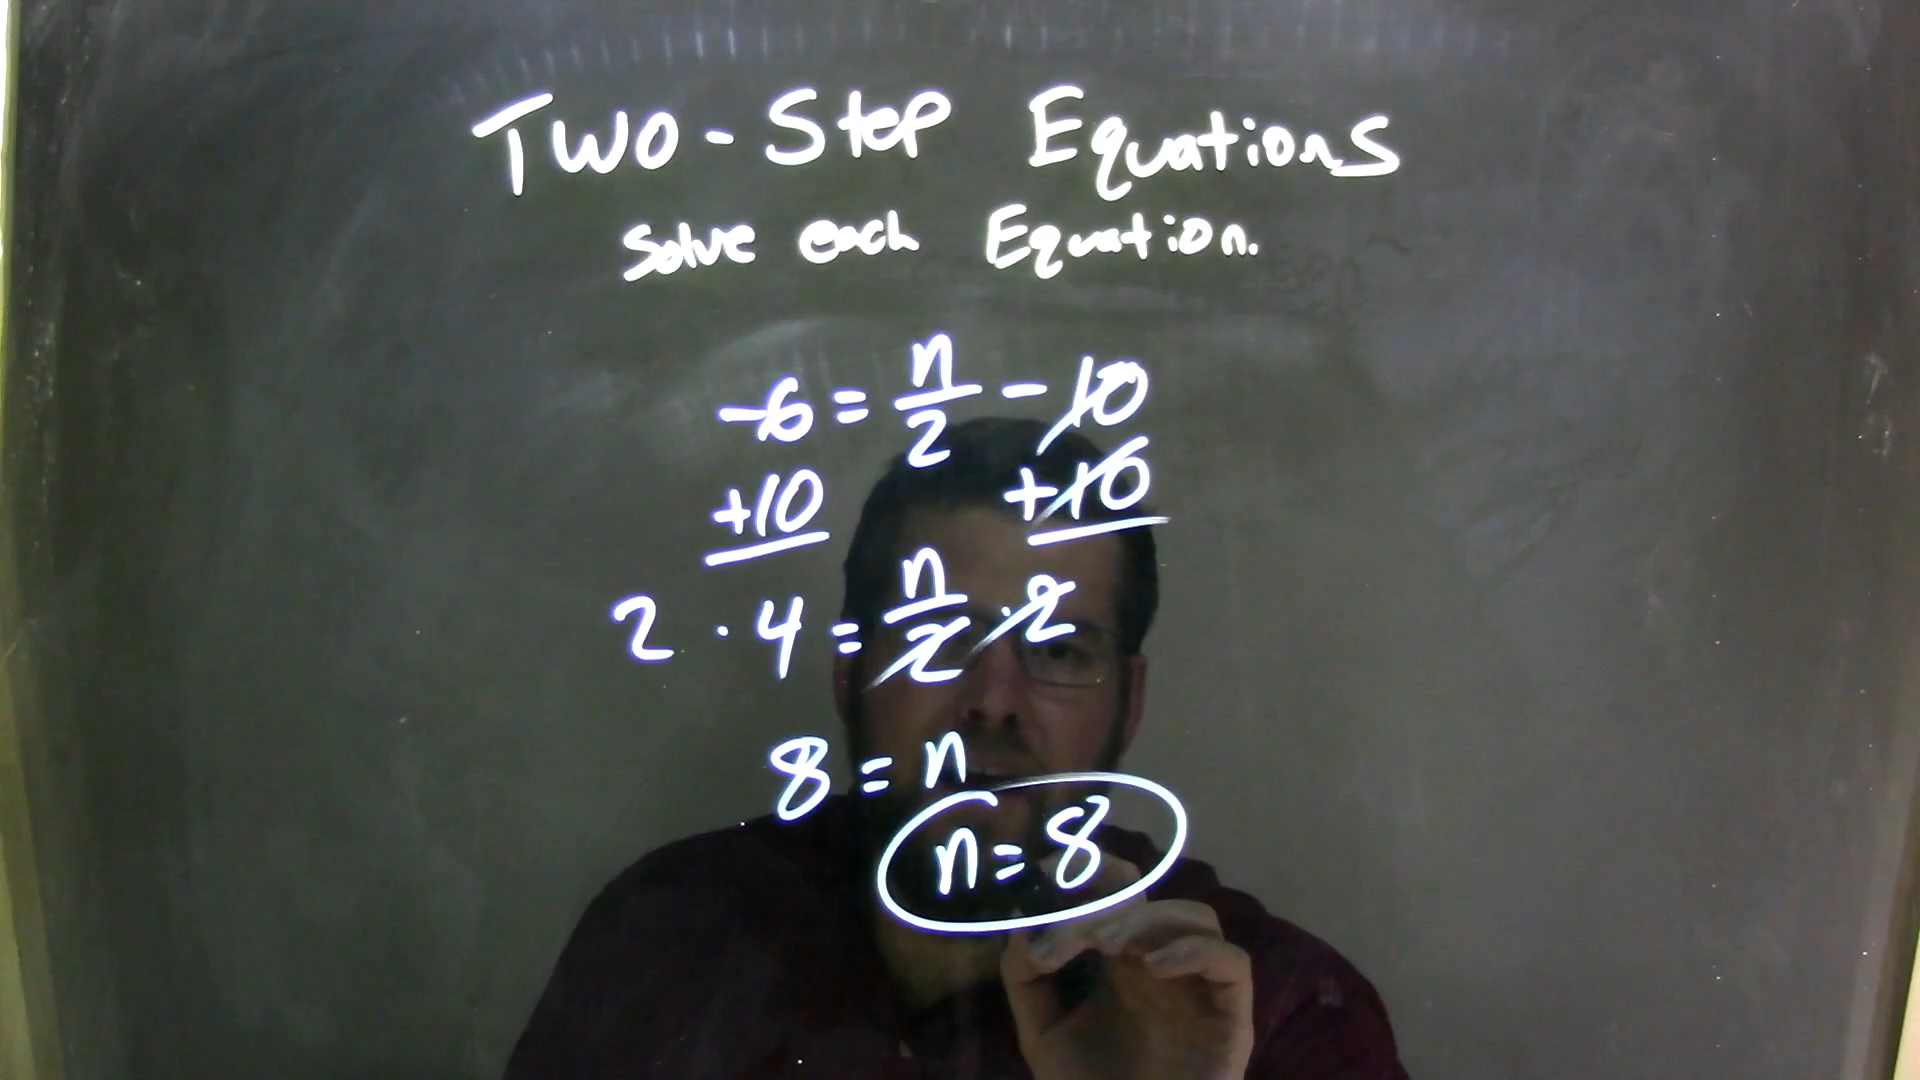 Two-Step Equations
Solve each Equation.
-6 = n/2 - 10
+10 +10
2 · 4 = n/2 · 2
8 = n
n = 8